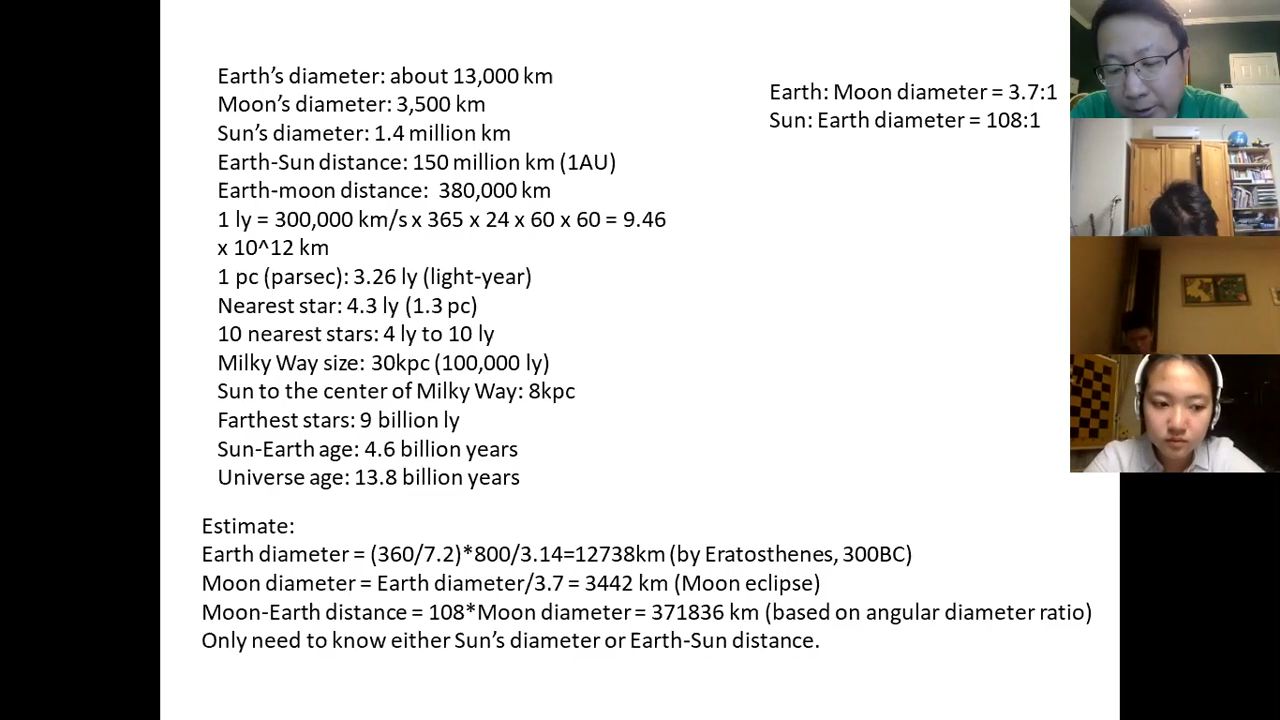 Earth’s diameter: about 13,000 km
Moon’s diameter: 3,500 km
Sun’s diameter: 1.4 million km
Earth-Sun distance: 150 million km (1AU)
Earth-moon distance:  380,000 km
1 ly = 300,000 km/s x 365 x 24 x 60 x 60 = 9.46
x 10^12 km
1 pc (parsec): 3.26 ly (light-year)
Nearest star: 4.3 ly (1.3 pc)
10 nearest stars: 4 ly to 10 ly
Milky Way size: 30kpc (100,000 ly)
Sun to the center of Milky Way: 8kpc
Farthest stars: 9 billion ly
Sun-Earth age: 4.6 billion years
Universe age: 13.8 billion years
Earth: Moon diameter = 3.7:1
Sun: Earth diameter = 108:1
Estimate:
Earth diameter = (360/7.2)*800/3.14=12738km (by Eratosthenes, 300BC)
Moon diameter = Earth diameter/3.7 = 3442 km (Moon eclipse)
Moon-Earth distance = 108*Moon diameter = 371836 km (based on angular diameter ratio)
Only need to know either Sun’s diameter or Earth-Sun distance.